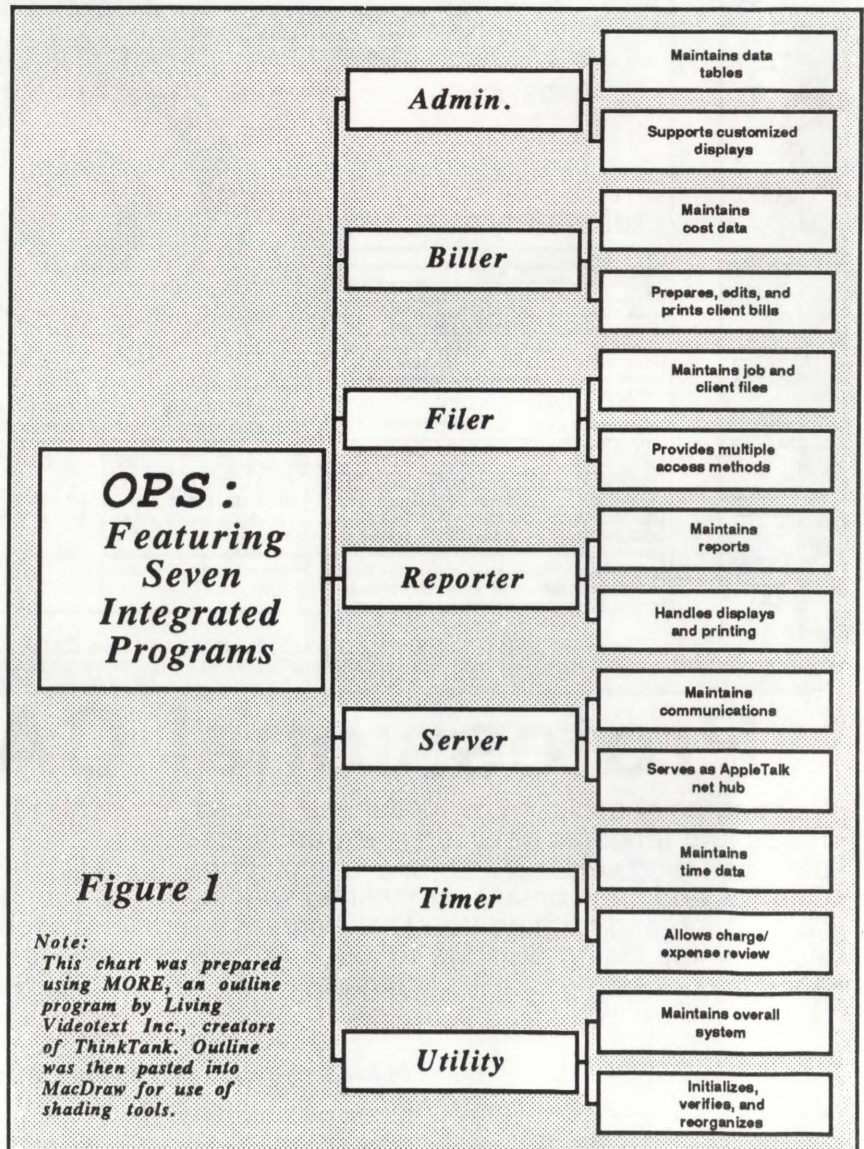 OPS:
Featuring
Seven
Integrated
Programs
Admin.
Maintains data
tables
Supports customized
displays
Biller
Maintains
cost data
Prepares, edits, and
prints client bills
Filer
Maintains job and
client files
Provides multiple
access methods
Reporter
Maintains
reports
Handles displays
and printing
Server
Maintains
communications
Serves as AppleTalk
net hub
Timer
Maintains
time data
Allows charge/
expense review
Utility
Maintains overall
system
Initializes,
verifies, and
reorganizes
Figure 1
Note:
This chart was prepared
using MORE, an outline
program by Living
Videotext Inc., creators
of ThinkTank. Outline
was then pasted into
MacDraw for use of
shading tools.